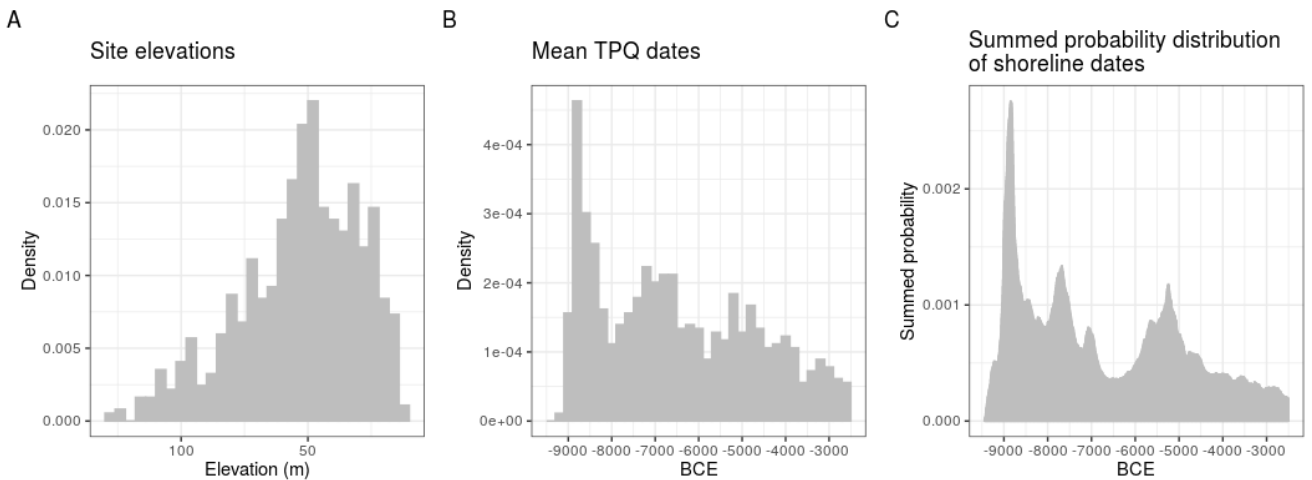 A
Site elevations
Density
0.020
0.015
0.010
0.005
0.000
100 50
Elevation (m)
B
Mean TPQ dates
Density
4e-04
3e-04
2e-04
1e-04
0e+00
-9000 -8000 -7000 -6000 -5000 -4000 -3000
BCE
C
Summed probability distribution
of shoreline dates
Summed probability
0.002
0.001
0.000
-9000 -8000 -7000 -6000 -5000 -4000 -3000
BCE